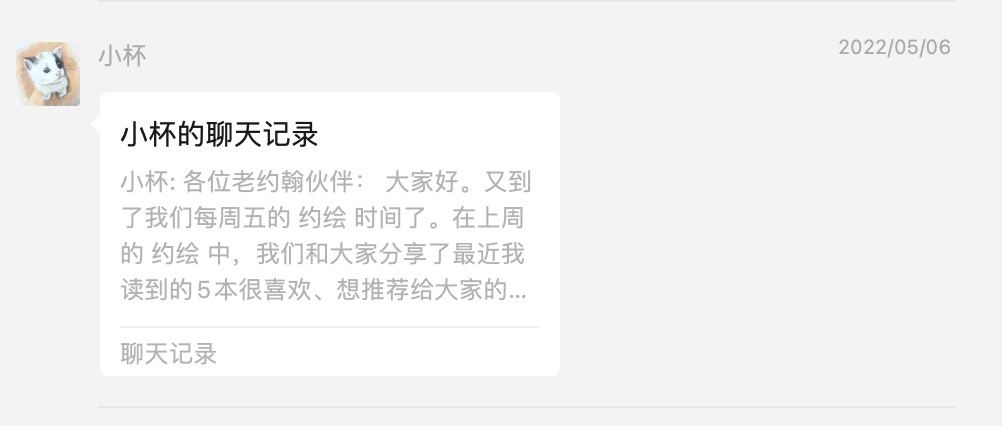 小杯
2022/05/06
小杯的聊天记录
小杯: 各位老约翰伙伴： 大家好。又到
了我们每周五的 约绘 时间了。在上周
的 约绘 中，我们和大家分享了最近我
读到的5本很喜欢、想推荐给大家的...
聊天记录